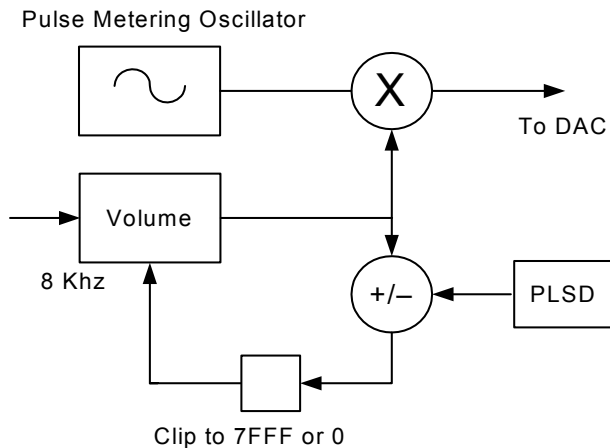 Pulse Metering Oscillator
X
To DAC
Volume
8 Khz
+/–
PLSD
Clip to 7FFF or 0